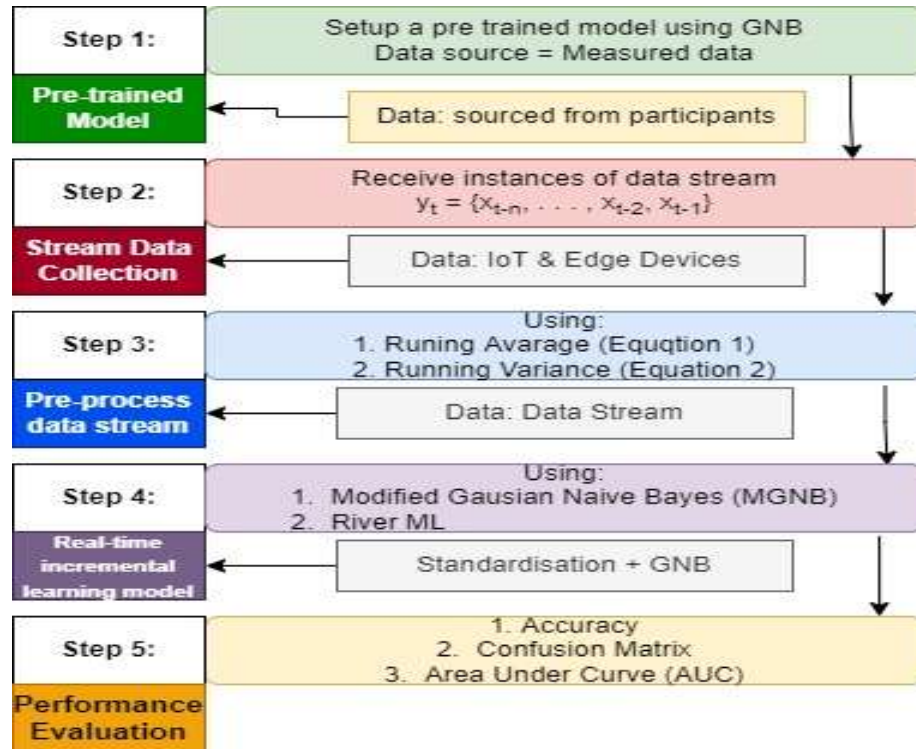 Step 1:
Setup a pre trained model using GNB
Data source = Measured data
Pre-trained
Model
Data: sourced from participants
Step 2:
Receive instances of data stream
yₜ = {xₜ₋ₙ, . . . , xₜ₋₂, xₜ₋₁}
Stream Data
Collection
Data: IoT & Edge Devices
Step 3:
Using:
1. Runing Avarage (Equqtion 1)
2. Running Variance (Equation 2)
Pre-process
data stream
Data: Data Stream
Step 4:
Using:
1. Modified Gausian Naive Bayes (MGNB)
2. River ML
Real-time
incremental
learning model
Standardisation + GNB
Step 5:
1. Accuracy
2. Confusion Matrix
3. Area Under Curve (AUC)
Performance
Evaluation